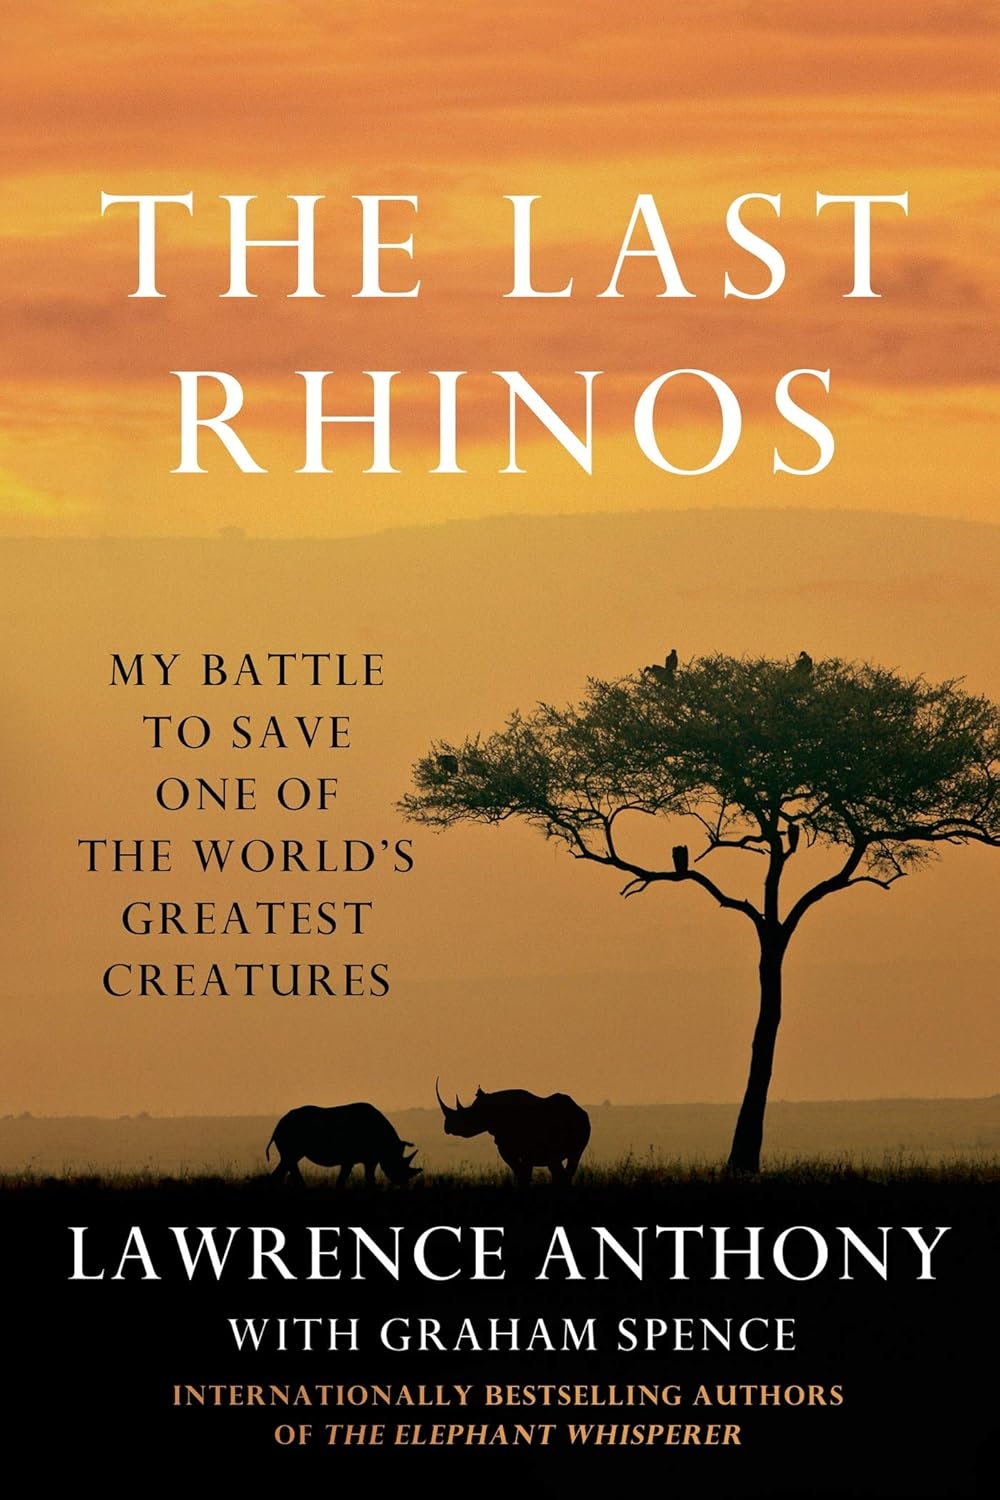 THE LAST
RHINOS
MY BATTLE
TO SAVE
ONE OF
THE WORLD'S
GREATEST
CREATURES
LAWRENCE ANTHONY
WITH GRAHAM SPENCE
INTERNATIONALLY BESTSELLING AUTHORS
OF THE ELEPHANT WHISPERER